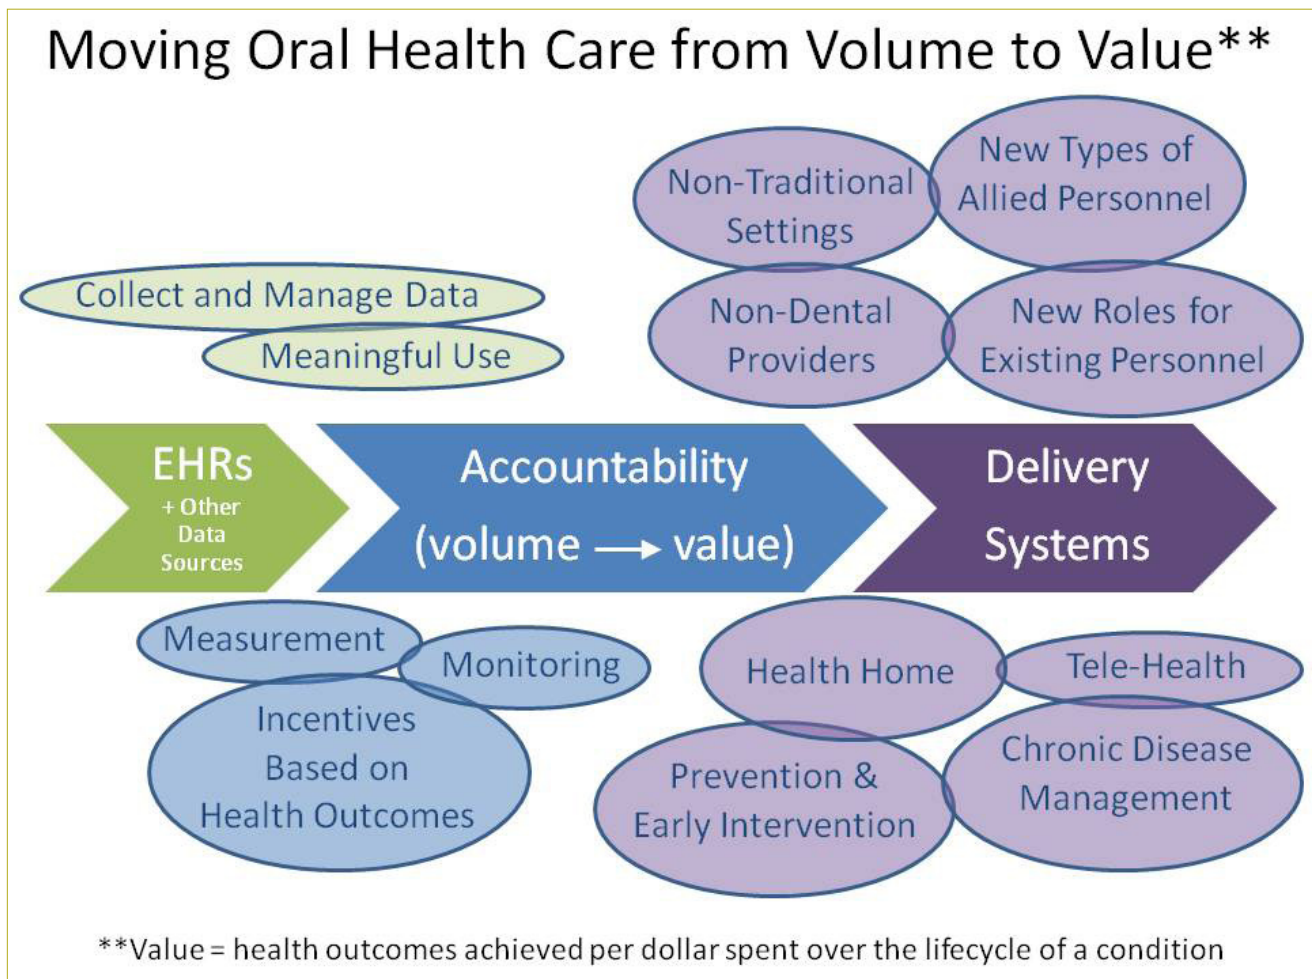 Moving Oral Health Care from Volume to Value**
Non-Traditional
Settings
New Types of
Allied Personnel
Collect and Manage Data
Meaningful Use
Non-Dental
Providers
New Roles for
Existing Personnel
EHRs
+ Other
Data
Sources
Accountability
(volume → value)
Delivery
Systems
Measurement
Monitoring
Incentives
Based on
Health Outcomes
Health Home
Tele-Health
Prevention &
Early Intervention
Chronic Disease
Management
**Value = health outcomes achieved per dollar spent over the lifecycle of a condition